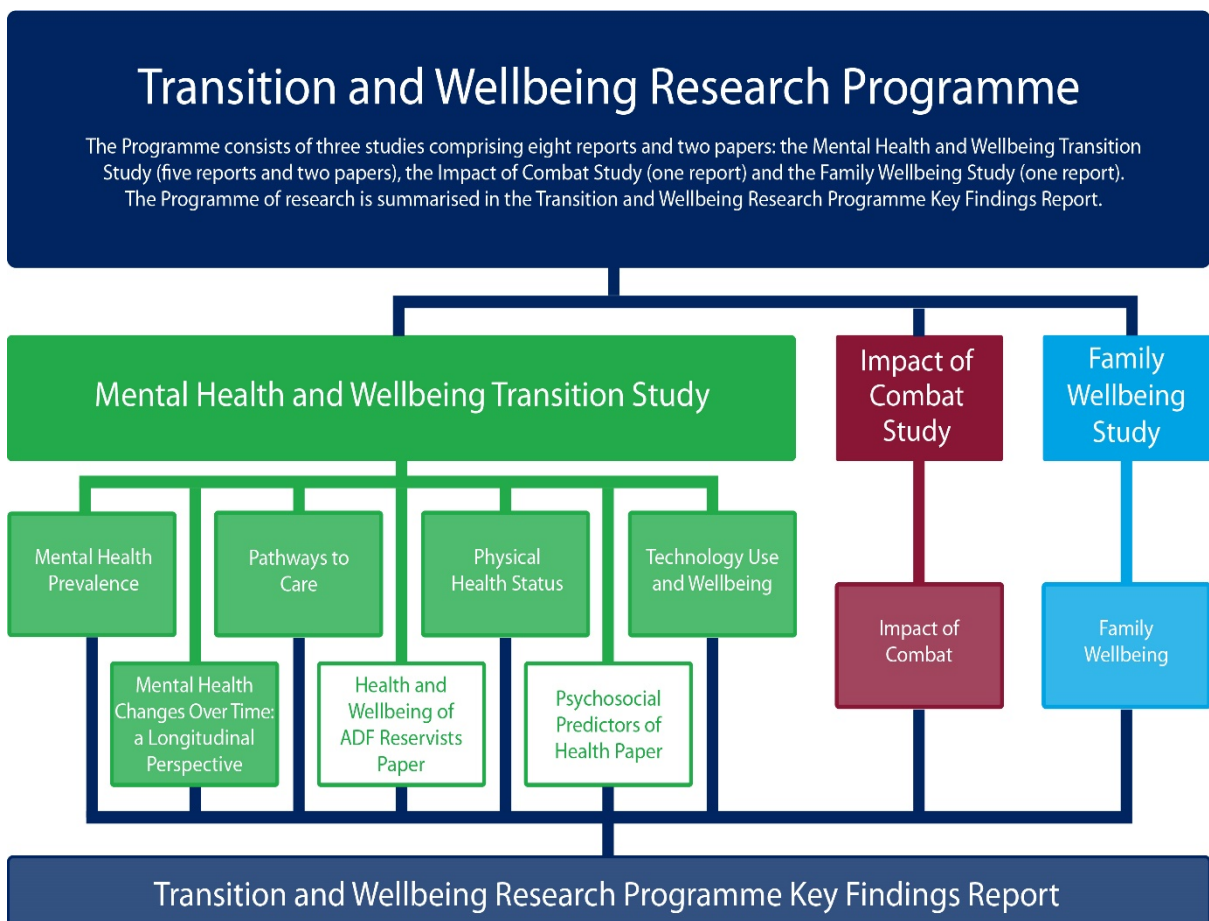 Transition and Wellbeing Research Programme
The Programme consists of three studies comprising eight reports and two papers: the Mental Health and Wellbeing Transition
Study (five reports and two papers), the Impact of Combat Study (one report) and the Family Wellbeing Study (one report).
The Programme of research is summarised in the Transition and Wellbeing Research Programme Key Findings Report.
Mental Health and Wellbeing Transition Study
Impact of
Combat
Study
Family
Wellbeing
Study
Mental Health
Prevalence
Pathways to
Care
Physical
Health Status
Technology Use
and Wellbeing
Impact of
Combat
Family
Wellbeing
Mental Health
Changes Over Time:
a Longitudinal
Perspective
Health and
Wellbeing of
ADF Reservists
Paper
Psychosocial
Predictors of
Health Paper
Transition and Wellbeing Research Programme Key Findings Report